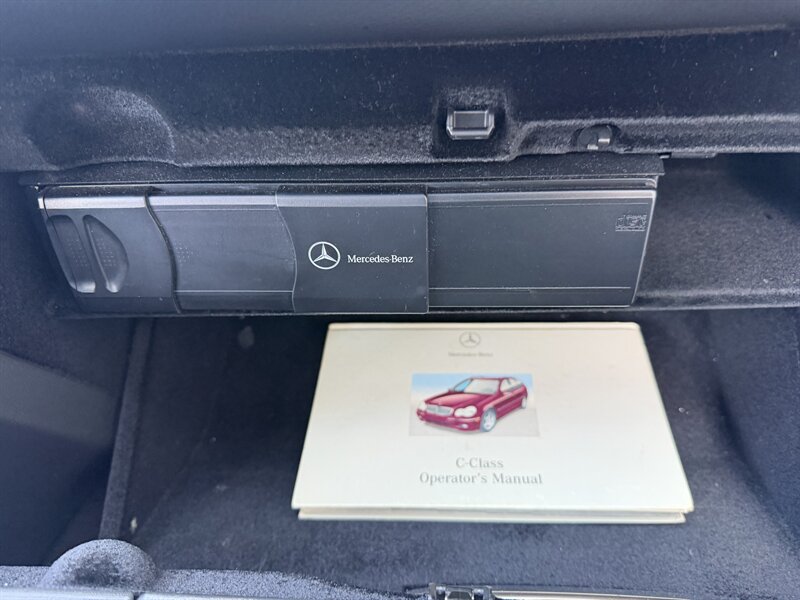 Mercedes-Benz
Mercedes-Benz
C-Class
Operator's Manual